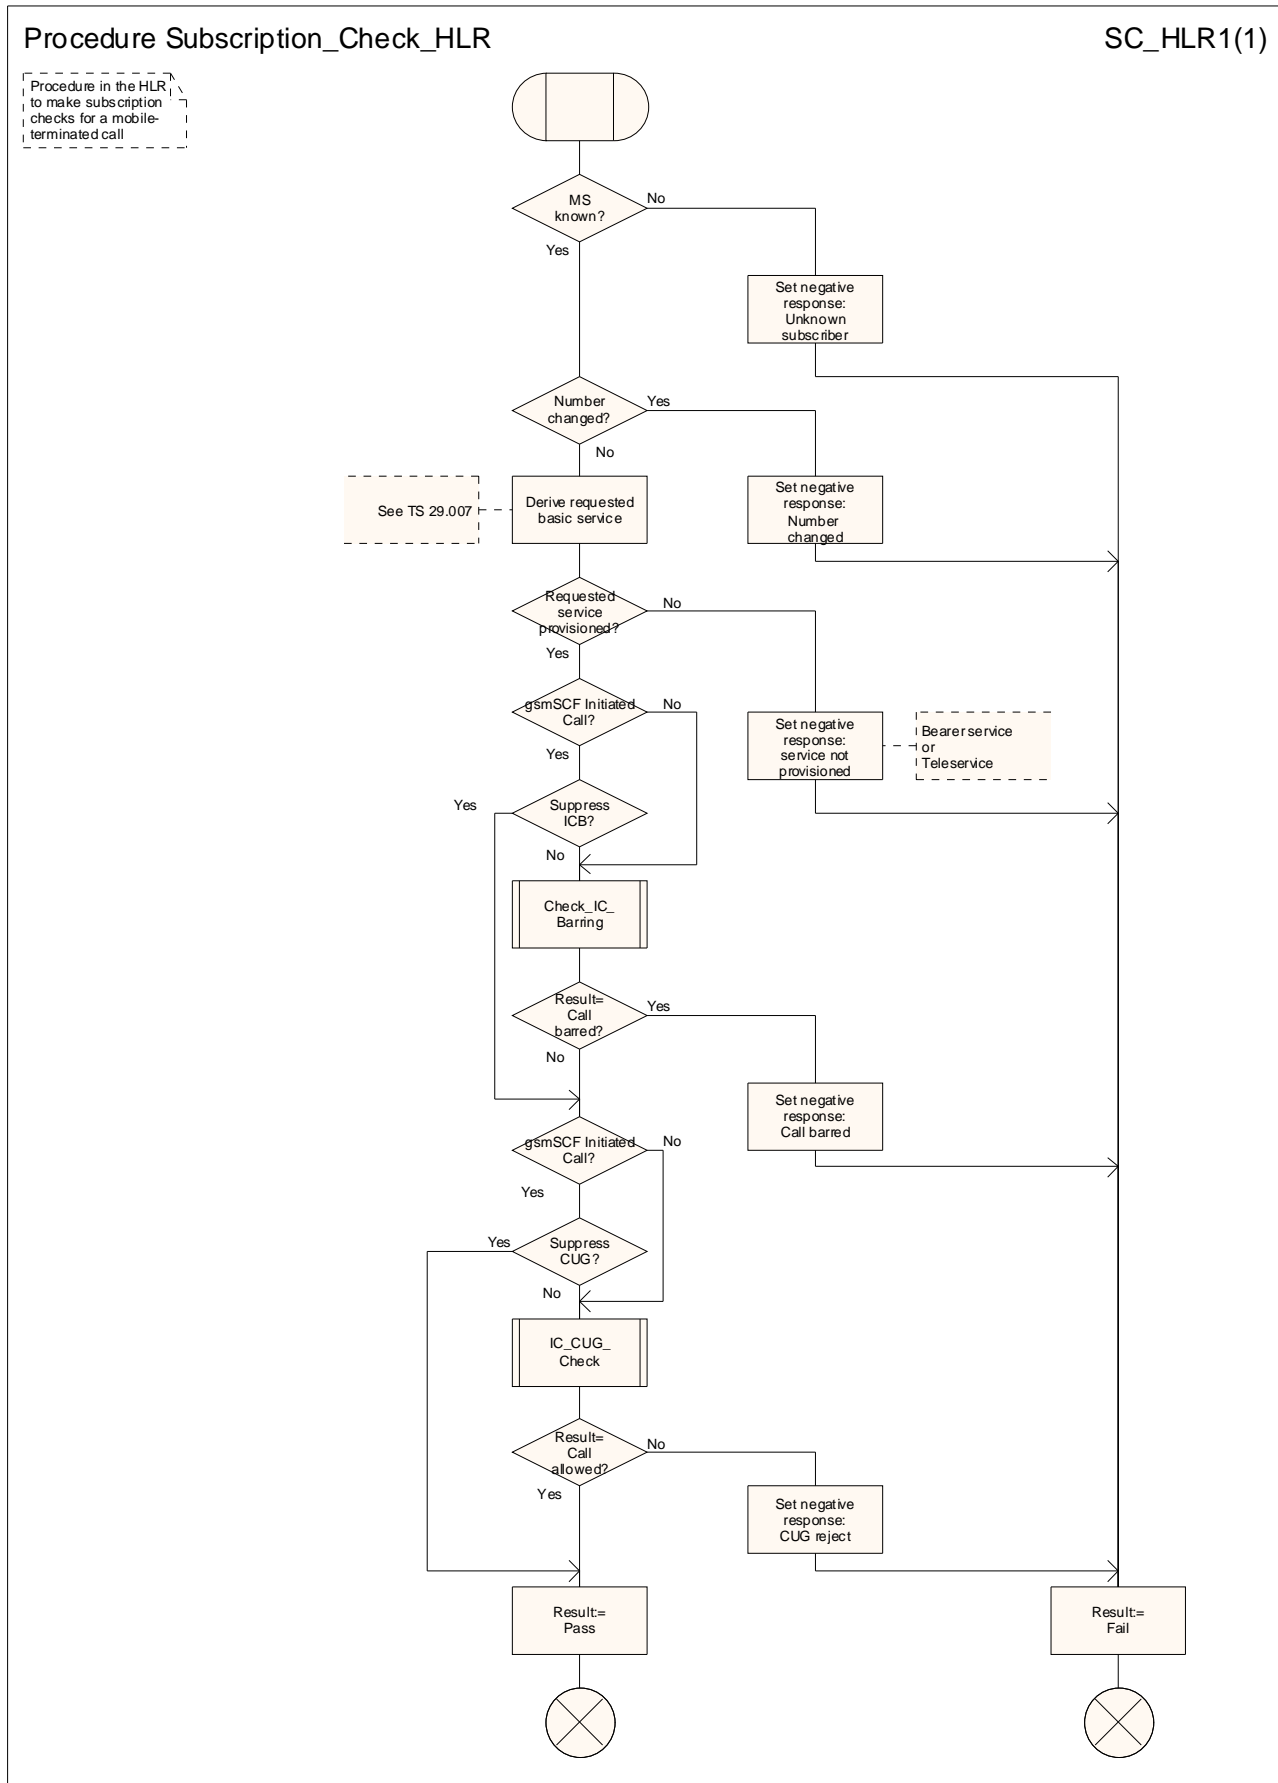 Procedure Subscription_Check_HLR
SC_HLR1(1)
Procedure in the HLR
to make subscription
checks for a mobile-
terminated call
MS
known?
No
Yes
Set negative
response:
Unknown
subscriber
Number
changed?
Yes
No
See TS 29.007
Derive requested
basic service
Set negative
response:
Number
changed
Requested
service
provisioned?
No
Yes
gsmSCF Initiated
Call?
No
Yes
Set negative
response:
service not
provisioned
Bearer service
or
Teleservice
Suppress
ICB?
Yes
No
Check_IC_
Barring
Result=
Call
barred?
Yes
No
Set negative
response:
Call barred
gsmSCF Initiated
Call?
No
Yes
Suppress
CUG?
Yes
No
IC_CUG_
Check
Result=
Call
allowed?
No
Yes
Set negative
response:
CUG reject
Result:=
Pass
Result:=
Fail